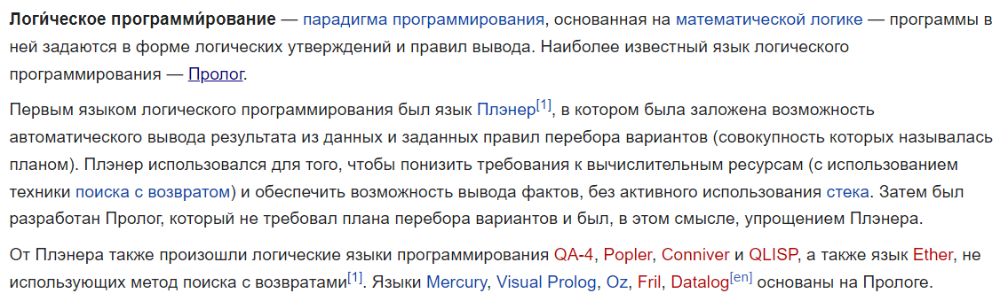 Логи́ческое программи́рование — парадигма программирования, основанная на математической логике — программы в
ней задаются в форме логических утверждений и правил вывода. Наиболее известный язык логического
программирования — Пролог.
Первым языком логического программирования был язык Плэнер[1], в котором была заложена возможность
автоматического вывода результата из данных и заданных правил перебора вариантов (совокупность которых называлась
планом). Плэнер использовался для того, чтобы понизить требования к вычислительным ресурсам (с использованием
техники поиска с возвратом) и обеспечить возможность вывода фактов, без активного использования стека. Затем был
разработан Пролог, который не требовал плана перебора вариантов и был, в этом смысле, упрощением Плэнера.
От Плэнера также произошли логические языки программирования QA-4, Popler, Conniver и QLISP, а также язык Ether, не
использующих метод поиска с возвратами[1]. Языки Mercury, Visual Prolog, Oz, Fril, Datalog[en] основаны на Прологе.